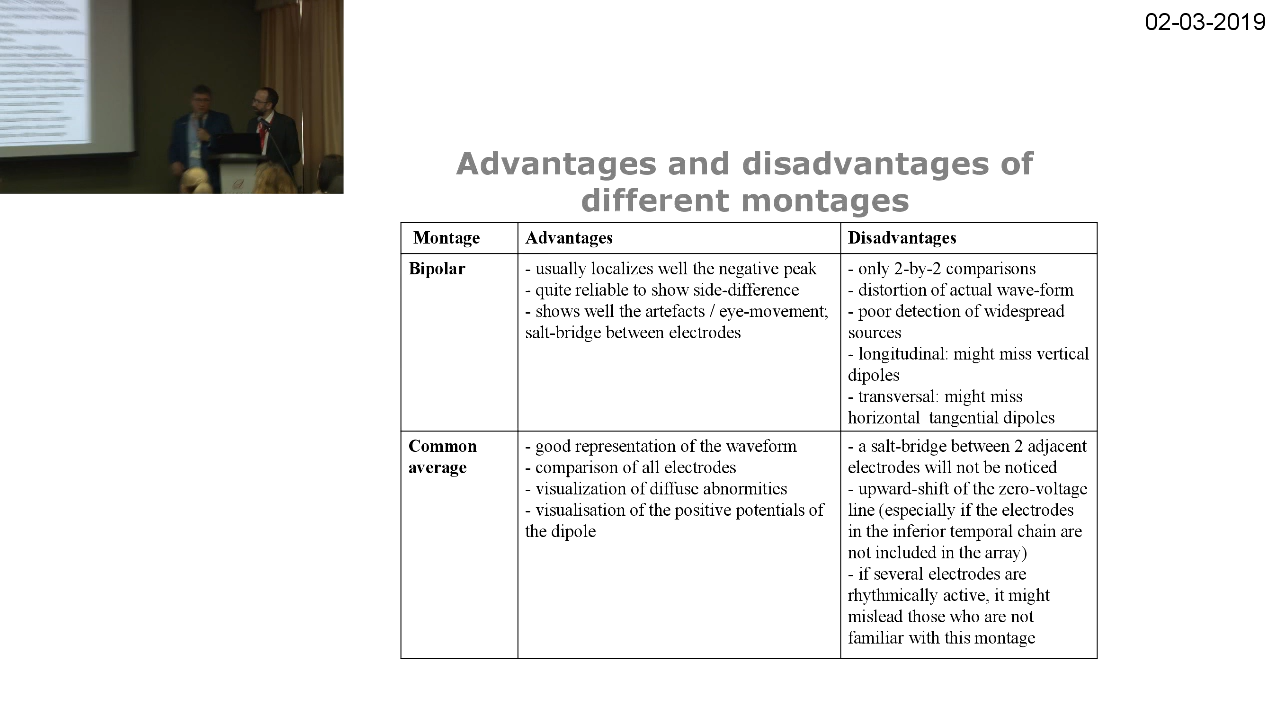 02-03-2019
Advantages and disadvantages of
different montages
Montage
Advantages
Disadvantages
Bipolar
- usually localizes well the negative peak
- quite reliable to show side-difference
- shows well the artefacts / eye-movement;
salt-bridge between electrodes
- only 2-by-2 comparisons
- distortion of actual wave-form
- poor detection of widespread
sources
- longitudinal: might miss vertical
dipoles
- transversal: might miss
horizontal tangential dipoles
Common
average
- good representation of the waveform
- comparison of all electrodes
- visualization of diffuse abnormities
- visualisation of the positive potentials of
the dipole
- a salt-bridge between 2 adjacent
electrodes will not be noticed
- upward-shift of the zero-voltage
line (especially if the electrodes
in the inferior temporal chain are
not included in the array)
- if several electrodes are
rhythmically active, it might
mislead those who are not
familiar with this montage